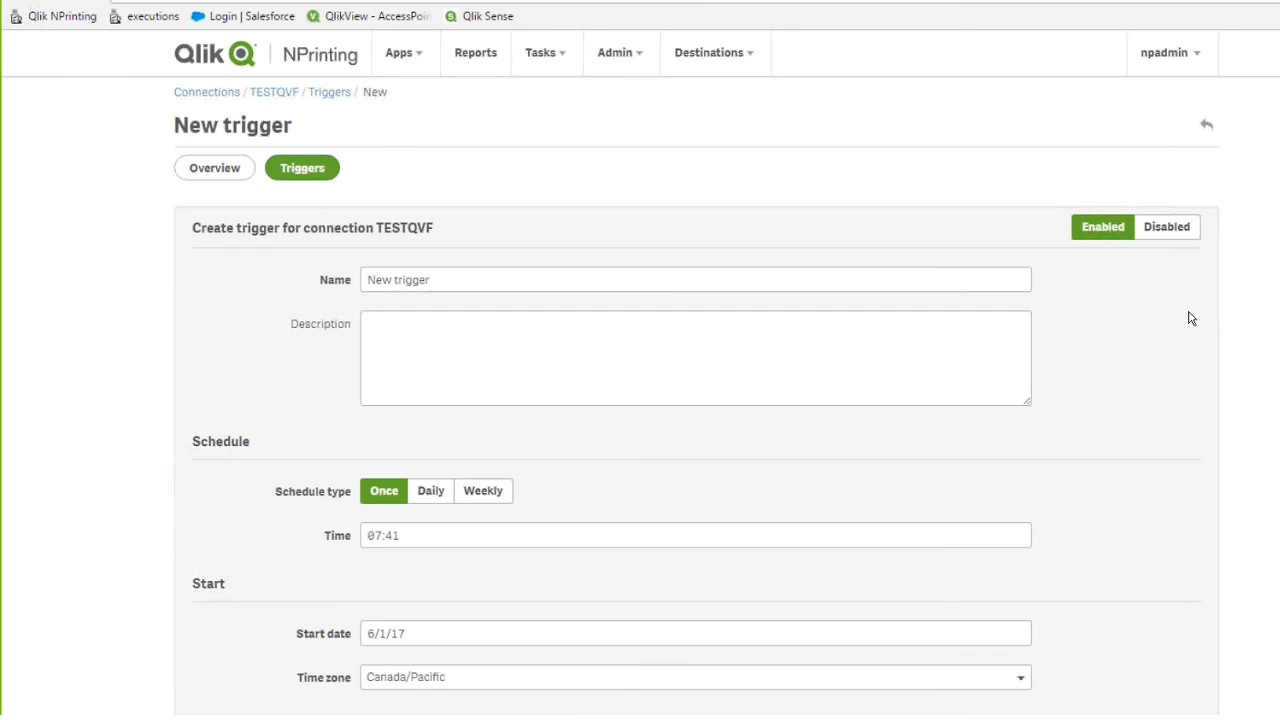 Qlik NPrinting executions Login | Salesforce QlikView - AccessPoin Qlik Sense
Qlik NPrinting Apps Reports Tasks Admin Destinations npadmin
Connections / TESTQVF / Triggers / New
New trigger
Overview Triggers
Create trigger for connection TESTQVF Enabled Disabled
Name New trigger
Description
Schedule
Schedule type Once Daily Weekly
Time 07:41
Start
Start date 6/1/17
Time zone Canada/Pacific